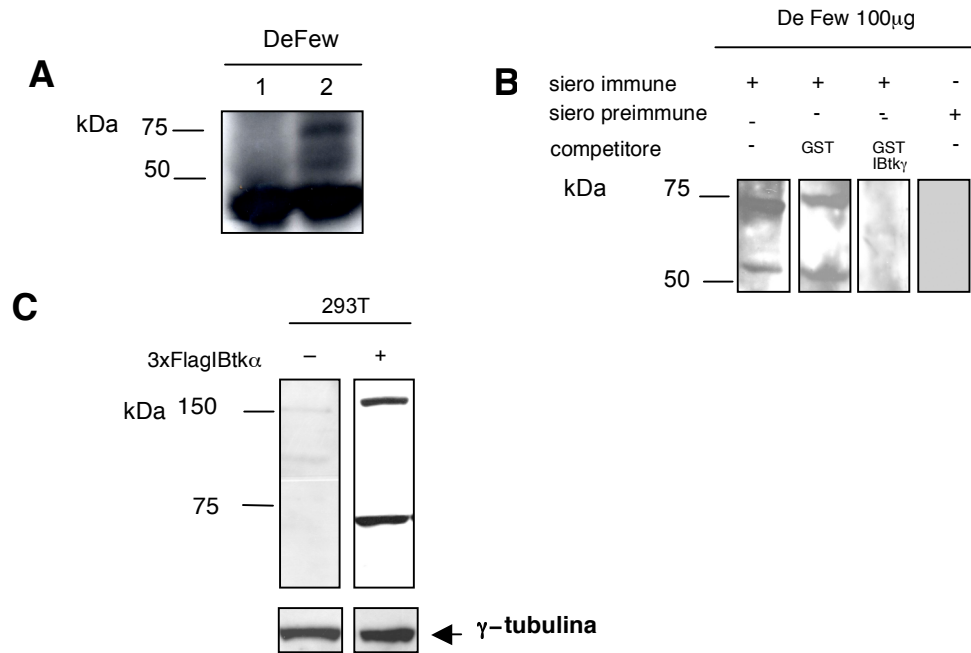 A
DeFew
1 2
kDa 75
50
B
De Few 100µg
siero immune + + + -
siero preimmune - - - - +
competitore - GST GST IBtkγ -
kDa 75
50
C
293T
3xFlagIBtkα – +
kDa 150
75
γ–tubulina